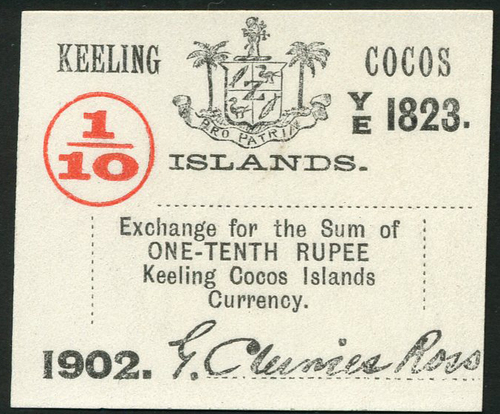 KEELING COCOS
PRO PATRIA
YE 1823.
1/10
ISLANDS.
Exchange for the Sum of
ONE-TENTH RUPEE
Keeling Cocos Islands
Currency.
1902. G. Clunies Ross